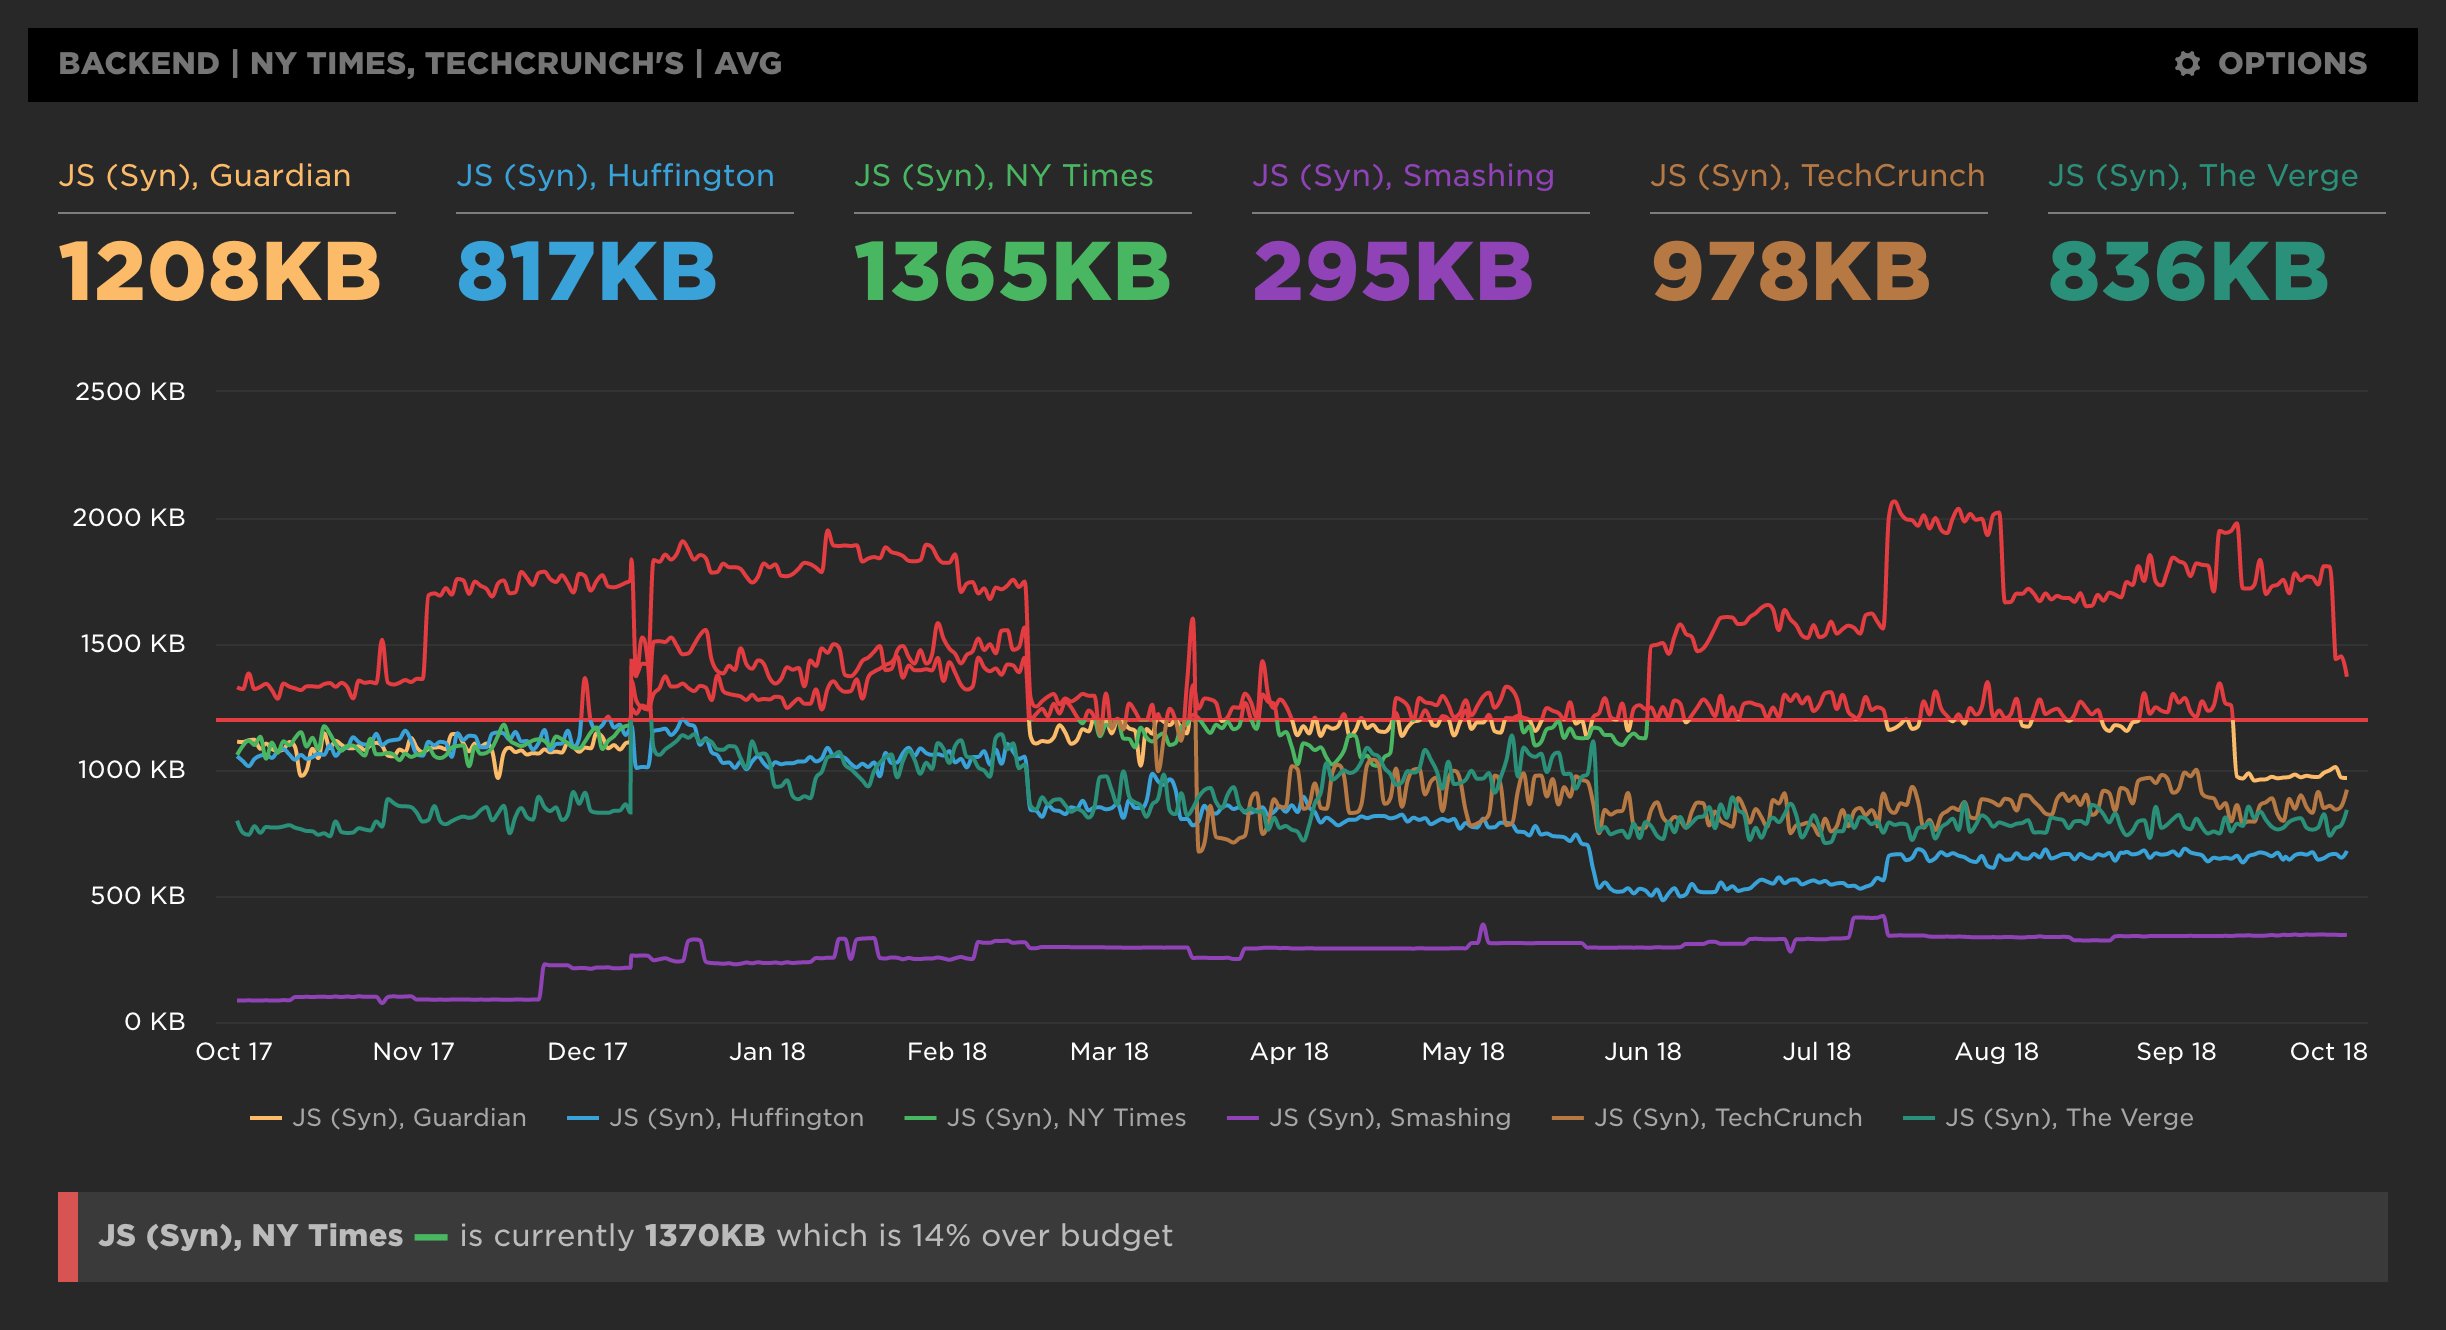 BACKEND | NY TIMES, TECHCRUNCH'S | AVG
OPTIONS
JS (Syn), Guardian
1208KB
JS (Syn), Huffington
817KB
JS (Syn), NY Times
1365KB
JS (Syn), Smashing
295KB
JS (Syn), TechCrunch
978KB
JS (Syn), The Verge
836KB
2500 KB
2000 KB
1500 KB
1000 KB
500 KB
0 KB
Oct 17 Nov 17 Dec 17 Jan 18 Feb 18 Mar 18 Apr 18 May 18 Jun 18 Jul 18 Aug 18 Sep 18 Oct 18
JS (Syn), Guardian JS (Syn), Huffington JS (Syn), NY Times JS (Syn), Smashing JS (Syn), TechCrunch JS (Syn), The Verge
JS (Syn), NY Times — is currently 1370KB which is 14% over budget